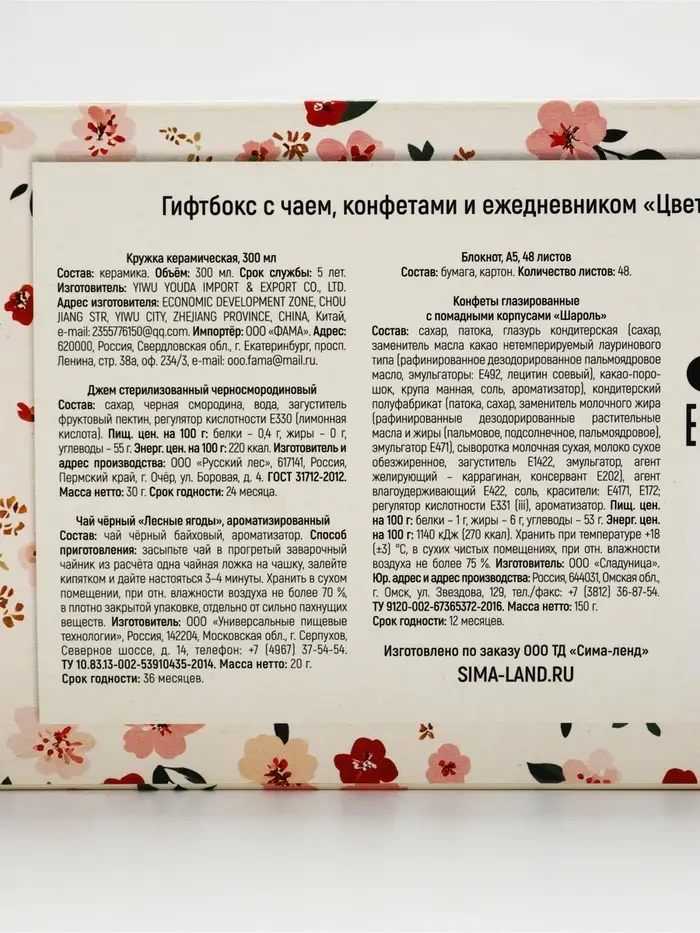 Гифтбокс с чаем, конфетами и ежедневником «Цвет
Кружка керамическая, 300 мл
Состав: керамика. Объём: 300 мл. Срок службы: 5 лет.
Изготовитель: YIWU YOUDA IMPORT & EXPORT CO., LTD.
Адрес изготовителя: ECONOMIC DEVELOPMENT ZONE, CHOU
JIANG STR, YIWU CITY, ZHEJIANG PROVINCE, CHINA, Китай,
e-mail: 2355776150@qq.com. Импортёр: ООО «ФАМА». Адрес:
620000, Россия, Свердловская обл., г. Екатеринбург, просп.
Ленина, стр. 38а, оф. 234/3, e-mail: ooo.fama@mail.ru.
Джем стерилизованный черносмородиновый
Состав: сахар, черная смородина, вода, загуститель
фруктовый пектин, регулятор кислотности Е330 (лимонная
кислота). Пищ. цен. на 100 г: белки – 0,4 г, жиры – 0 г,
углеводы – 55 г. Энерг. цен. на 100 г: 220 ккал. Изготовитель и
адрес производства: ООО «Русский лес», 617141, Россия,
Пермский край, г. Очёр, ул. Боровая, д. 4. ГОСТ 31712-2012.
Масса нетто: 30 г. Срок годности: 24 месяца.
Чай чёрный «Лесные ягоды», ароматизированный
Состав: чай чёрный байховый, ароматизатор. Способ
приготовления: засыпьте чай в прогретый заварочный
чайник из расчёта одна чайная ложка на чашку, залейте
кипятком и дайте настояться 3–4 минуты. Хранить в сухом
помещении, при отн. влажности воздуха не более 70 %,
в плотно закрытой упаковке, отдельно от сильно пахнущих
веществ. Изготовитель: ООО «Универсальные пищевые
технологии», Россия, 142204, Московская обл., г. Серпухов,
Северное шоссе, д. 14, телефон: +7 (4967) 37-54-54.
ТУ 10.83.13-002-53910435-2014. Масса нетто: 20 г.
Срок годности: 36 месяцев.
Блокнот, А5, 48 листов
Состав: бумага, картон. Количество листов: 48.
Конфеты глазированные
с помадными корпусами «Шароль»
Состав: сахар, патока, глазурь кондитерская (сахар,
заменитель масла какао нетемперируемый лауринового
типа (рафинированное дезодорированное пальмоядровое
масло, эмульгаторы: Е492, лецитин соевый), какао-поро-
шок, крупа манная, соль, ароматизатор), кондитерский
полуфабрикат (патока, сахар, заменитель молочного жира
(рафинированные дезодорированные растительные
масла и жиры (пальмовое, подсолнечное, пальмоядровое),
эмульгатор Е471), сыворотка молочная сухая, молоко сухое
обезжиренное, загуститель Е1422, эмульгатор, агент
желирующий – каррагинан, консервант Е202), агент
влагоудерживающий Е422, соль, красители: Е4171, Е172;
регулятор кислотности Е331 (iii), ароматизатор. Пищ. цен.
на 100 г: белки – 1 г, жиры – 6 г, углеводы – 53 г. Энерг. цен.
на 100 г: 1140 кДж (270 ккал). Хранить при температуре +18
(±3) °С, в сухих чистых помещениях, при отн. влажности
воздуха не более 75 %. Изготовитель: ООО «Сладуница».
Юр. адрес и адрес производства: Россия, 644031, Омская обл.,
г. Омск, ул. Звездова, 129, тел./факс: +7 (3812) 36-87-54.
ТУ 9120-002-67365372-2016. Масса нетто: 150 г.
Срок годности: 12 месяцев.
Изготовлено по заказу ООО ТД «Сима-ленд»
SIMA-LAND.RU